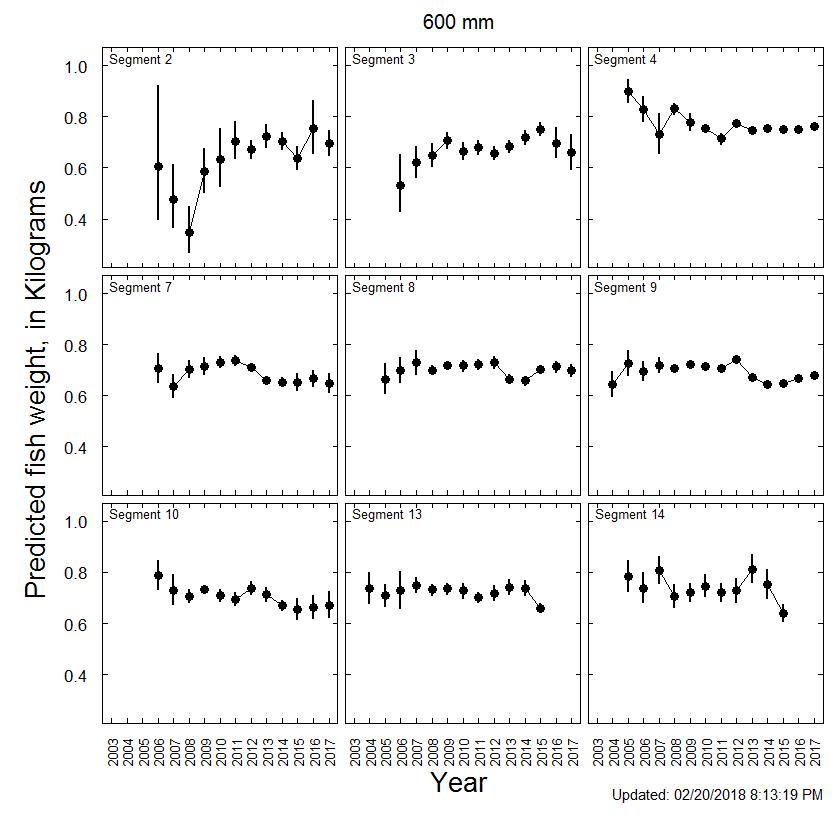 600 mm
Segment 2
Segment 3
Segment 4
1.0
0.8
0.6
0.4
Segment 7
Segment 8
Segment 9
1.0
0.8
0.6
0.4
Segment 10
Segment 13
Segment 14
1.0
0.8
0.6
0.4
Predicted fish weight, in Kilograms
2003 2004 2005 2006 2007 2008 2009 2010 2011 2012 2013 2014 2015 2016 2017
2003 2004 2005 2006 2007 2008 2009 2010 2011 2012 2013 2014 2015 2016 2017
2003 2004 2005 2006 2007 2008 2009 2010 2011 2012 2013 2014 2015 2016 2017
Year
Updated: 02/20/2018 8:13:19 PM